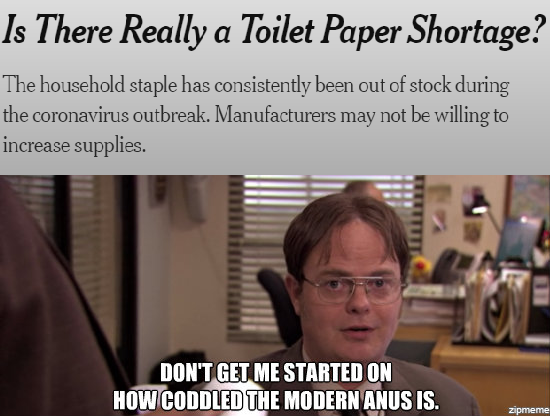 Is There Really a Toilet Paper Shortage?
The household staple has consistently been out of stock during
the coronavirus outbreak. Manufacturers may not be willing to
increase supplies.
DON'T GET ME STARTED ON
HOW CODDLED THE MODERN ANUS IS.
zipmeme